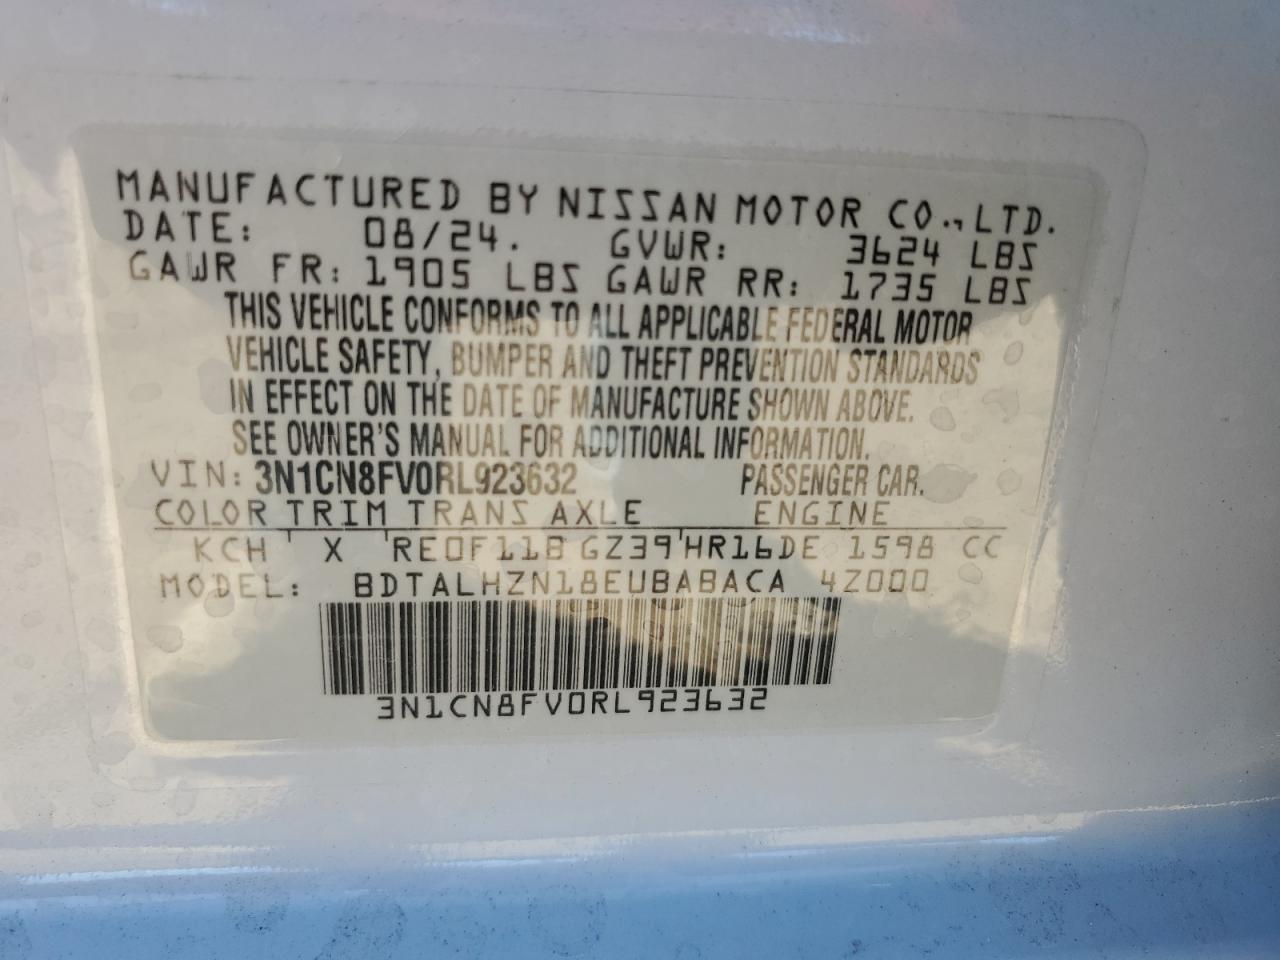 MANUFACTURED BY NISSAN MOTOR CO., LTD.
DATE: 08/24. GVWR: 3624 LBS
GAWR FR: 1905 LBS GAWR RR: 1735 LBS
THIS VEHICLE CONFORMS TO ALL APPLICABLE FEDERAL MOTOR
VEHICLE SAFETY, BUMPER AND THEFT PREVENTION STANDARDS
IN EFFECT ON THE DATE OF MANUFACTURE SHOWN ABOVE.
SEE OWNER'S MANUAL FOR ADDITIONAL INFORMATION.
VIN: 3N1CN8FV0RL923632 PASSENGER CAR.
COLOR TRIM TRANS AXLE ENGINE
KCH X RE0F11B GZ39 HR16DE 1598 CC
MODEL: BDTALHZN18EUBABACA 4Z000
3N1CN8FV0RL923632